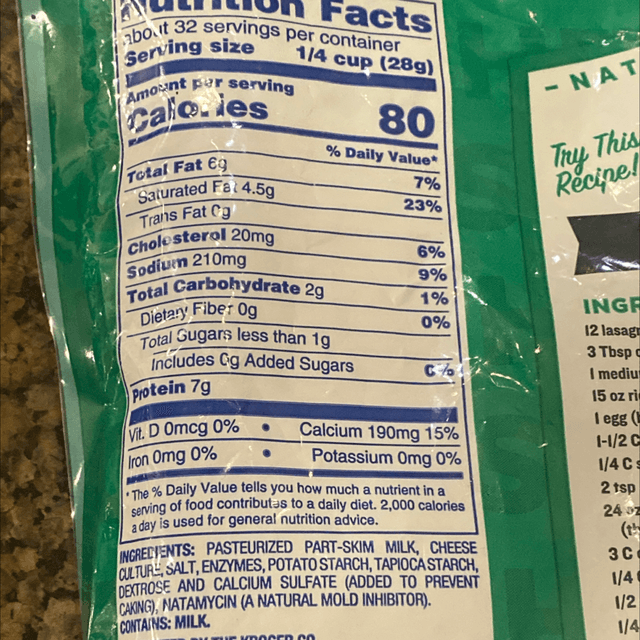 Nutrition Facts
about 32 servings per container
Serving size 1/4 cup (28g)
Amount per serving
Calories 80
% Daily Value*
Total Fat 6g 7%
Saturated Fat 4.5g 23%
Trans Fat 0g
Cholesterol 20mg 6%
Sodium 210mg 9%
Total Carbohydrate 2g 1%
Dietary Fiber 0g 0%
Total Sugars less than 1g
Includes 0g Added Sugars 0%
Protein 7g
Vit. D 0mcg 0% • Calcium 190mg 15%
Iron 0mg 0% • Potassium 0mg 0%
* The % Daily Value tells you how much a nutrient in a
serving of food contributes to a daily diet. 2,000 calories
a day is used for general nutrition advice.
INGREDIENTS: PASTEURIZED PART-SKIM MILK, CHEESE
CULTURE, SALT, ENZYMES, POTATO STARCH, TAPIOCA STARCH,
DEXTROSE AND CALCIUM SULFATE (ADDED TO PREVENT
CAKING), NATAMYCIN (A NATURAL MOLD INHIBITOR).
CONTAINS: MILK.
BY THE KROGER CO.
- NAT
Try This
Recipe!
INGR
12 lasagn
3 Tbsp
1 mediu
15 oz ri
1 egg
1-1/2 C
1/4 C
2 tsp
24 oz
3 C
1/4
1/2
1/4